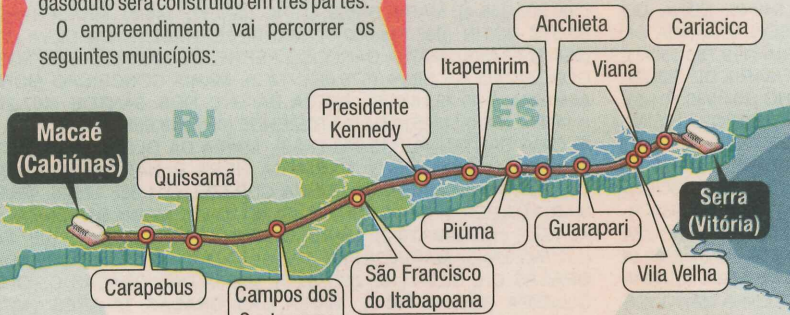 gasoduto será construído em três partes.
O empreendimento vai percorrer os
seguintes municípios:
Anchieta
Cariacica
Itapemirim
Viana
RJ
ES
Presidente
Kennedy
Macaé
(Cabiúnas)
Quissamã
Serra
(Vitória)
Piúma
Guarapari
Vila Velha
São Francisco
do Itabapoana
Carapebus
Campos dos